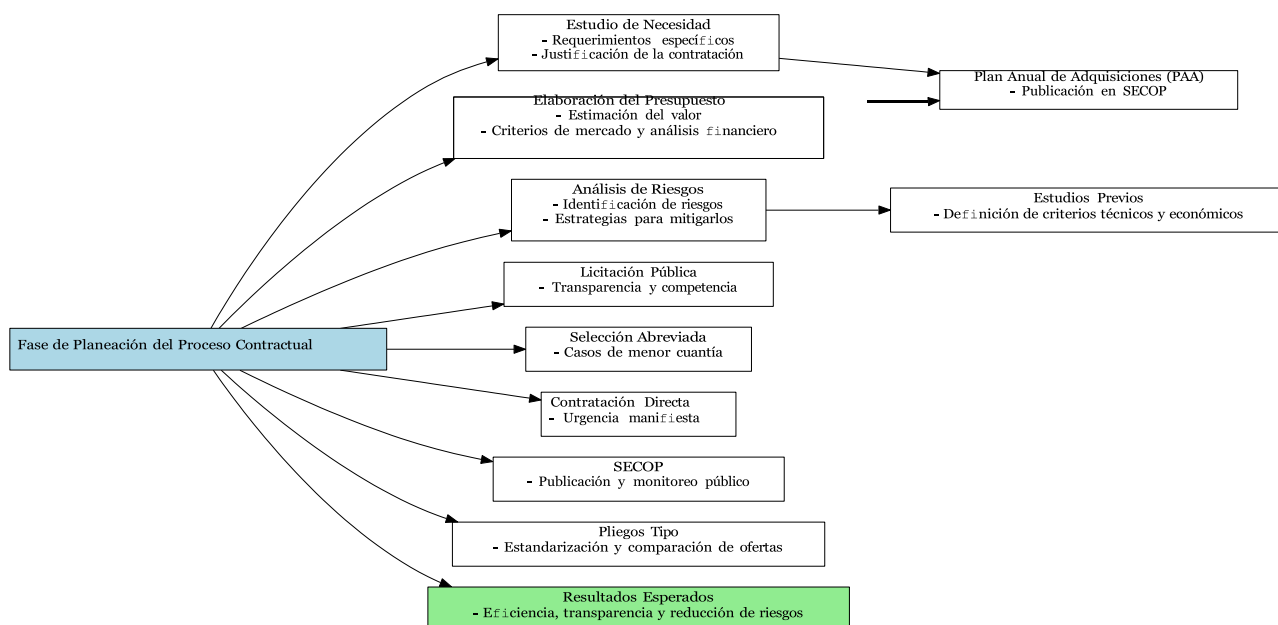 Estudio de Necesidad
- Requerimientos específicos
- Justificación de la contratación
Plan Anual de Adquisiciones (PAA)
- Publicación en SECOP
Elaboración del Presupuesto
- Estimación del valor
- Criterios de mercado y análisis financiero
Análisis de Riesgos
- Identificación de riesgos
- Estrategias para mitigarlos
Estudios Previos
- Definición de criterios técnicos y económicos
Licitación Pública
- Transparencia y competencia
Fase de Planeación del Proceso Contractual
Selección Abreviada
- Casos de menor cuantía
Contratación Directa
- Urgencia manifiesta
SECOP
- Publicación y monitoreo público
Pliegos Tipo
- Estandarización y comparación de ofertas
Resultados Esperados
- Eficiencia, transparencia y reducción de riesgos